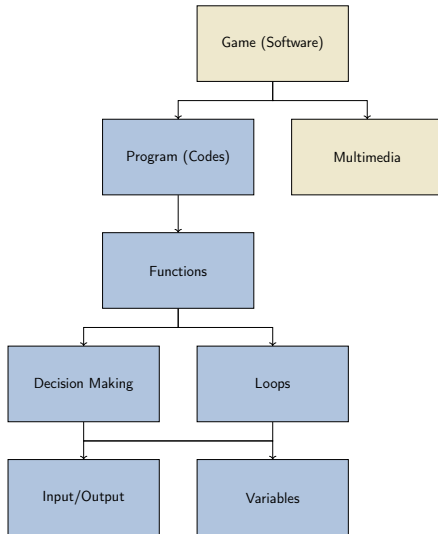 Game (Software)
Program (Codes)
Multimedia
Functions
Decision Making
Loops
Input/Output
Variables